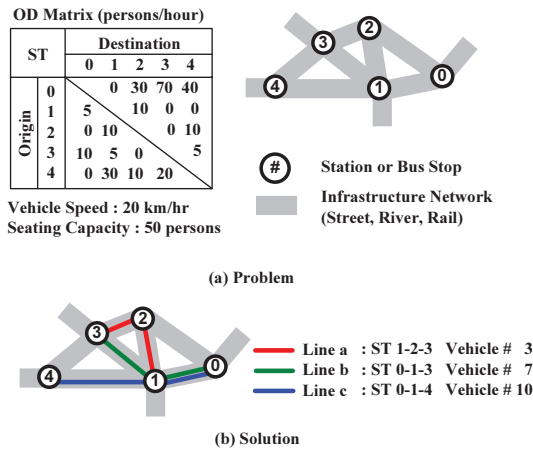 OD Matrix (persons/hour)
ST Destination
0 1 2 3 4
Origin
0 0 30 70 40
1 5 10 0 0
2 0 10 0 10
3 10 5 0 5
4 0 30 10 20
Vehicle Speed : 20 km/hr
Seating Capacity : 50 persons
3 2 4 1 0
# Station or Bus Stop
Infrastructure Network
(Street, River, Rail)
(a) Problem
3 2 4 1 0
Line a : ST 1-2-3 Vehicle # 3
Line b : ST 0-1-3 Vehicle # 7
Line c : ST 0-1-4 Vehicle # 10
(b) Solution